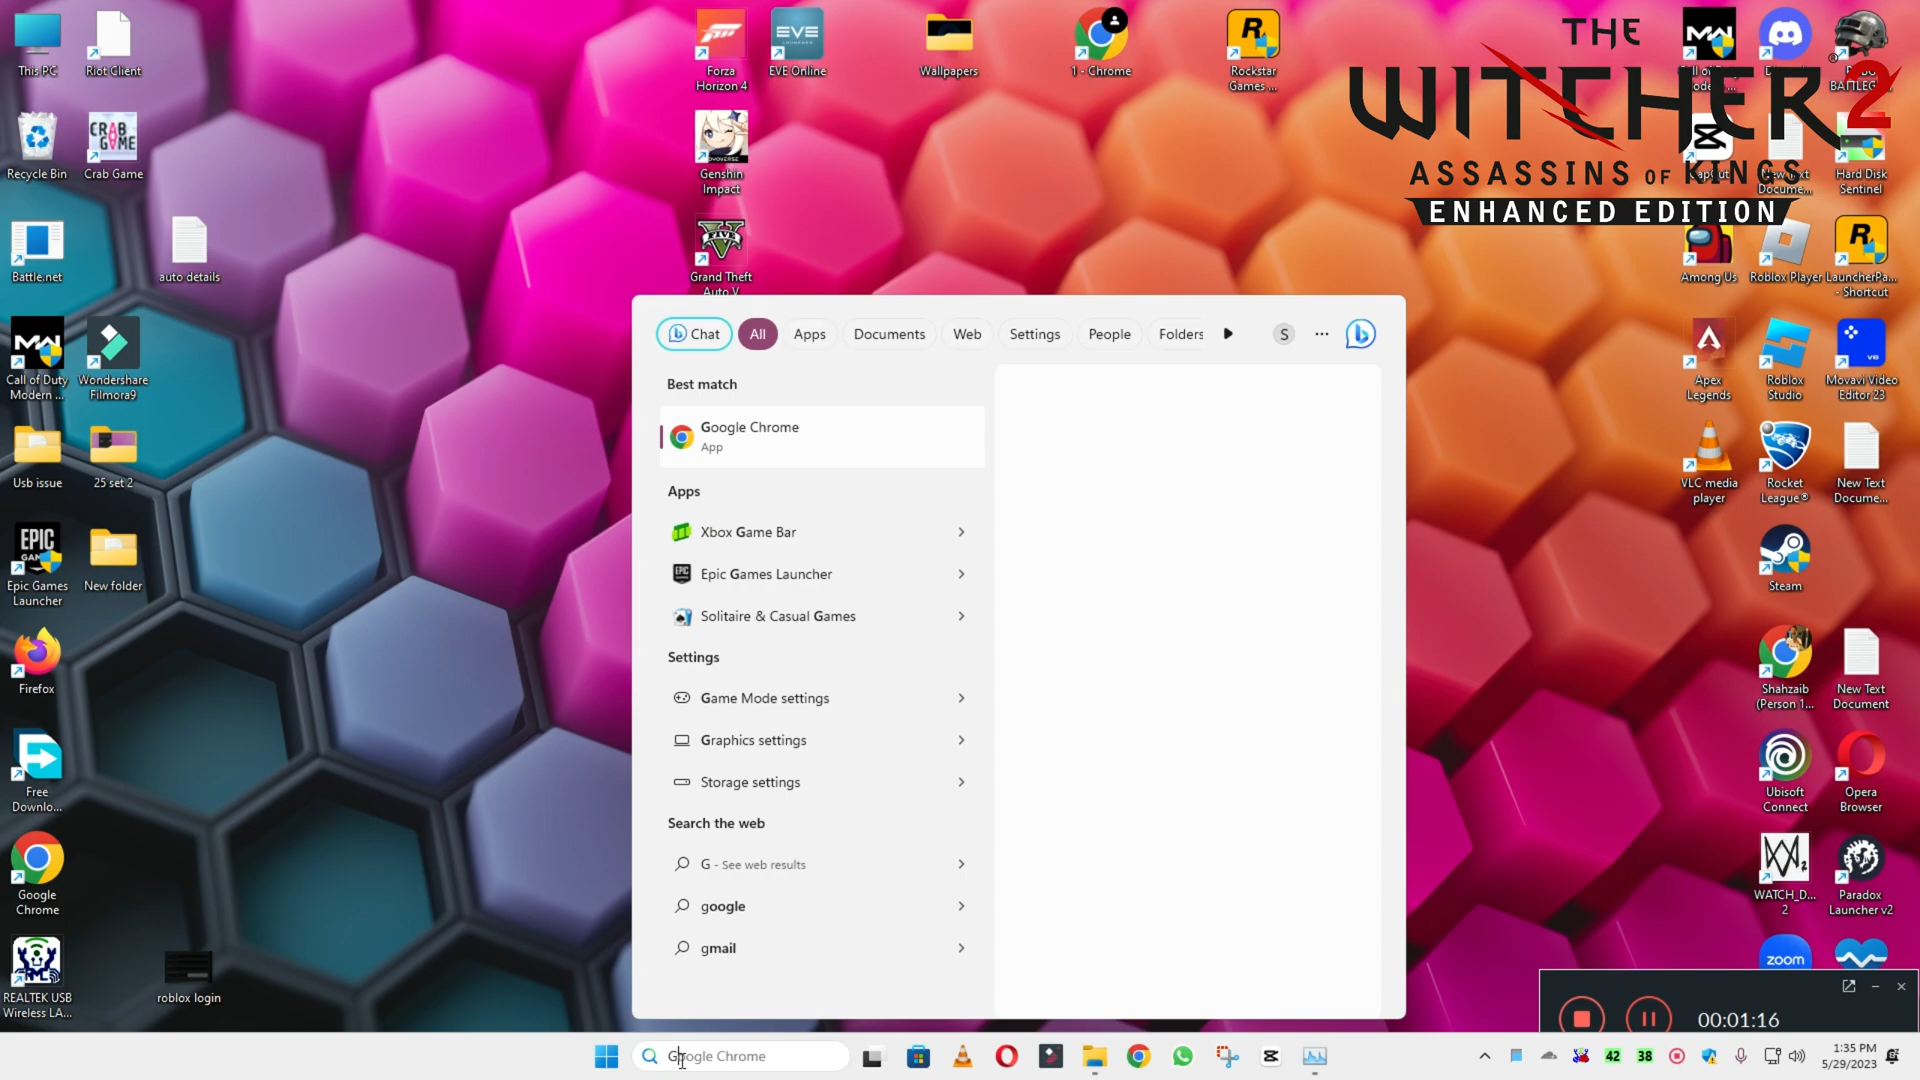 This PC
Riot Client
Recycle Bin
CRAB GAME
Crab Game
Battle.net
auto details
Call of Duty
Modern ...
Wondershare
Filmora9
Usb issue
25 set 2
EPIC
Epic Games
Launcher
New folder
Firefox
Free
Downlo...
Google
Chrome
REALTEK USB
Wireless LA...
roblox login
Forza
Horizon 4
EVE
EVE Online
Genshin
Impact
Grand Theft
Auto V
Wallpapers
1 - Chrome
Rockstar
Games ...
THE
WITCHER 2
ASSASSINS OF KINGS
ENHANCED EDITION
Hard Disk
Sentinel
Among Us
Roblox Player
LauncherPa...
- Shortcut
Apex
Legends
Roblox
Studio
Movavi Video
Editor 23
VLC media
player
Rocket
League®
New Text
Docume...
Steam
Shahzaib
(Person 1...
New Text
Document
Ubisoft
Connect
Opera
Browser
WATCH_D...
2
Paradox
Launcher v2
zoom
Chat
All
Apps
Documents
Web
Settings
People
Folders
S
Best match
Google Chrome
App
Apps
Xbox Game Bar
Epic Games Launcher
Solitaire & Casual Games
Settings
Game Mode settings
Graphics settings
Storage settings
Search the web
G - See web results
google
gmail
00:01:16
Google Chrome
42
38
1:35 PM
5/29/2023